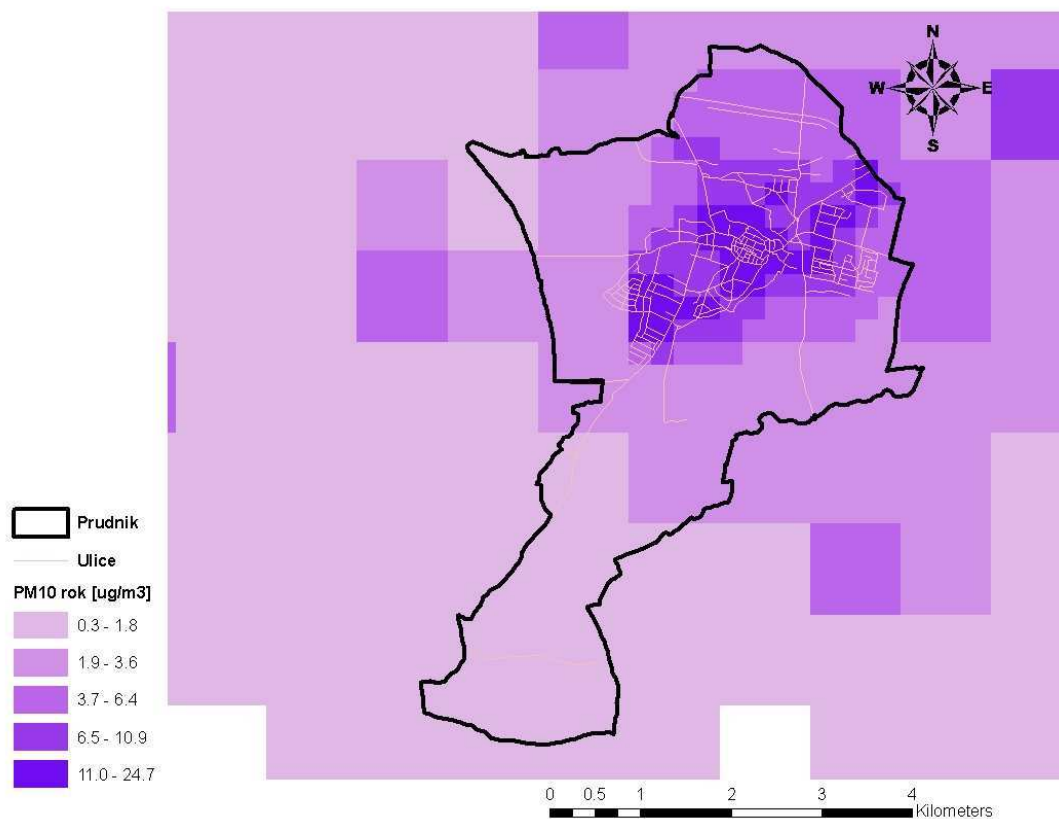 N
W E
S
Prudnik
Ulice
PM10 rok [ug/m3]
0.3 - 1.8
1.9 - 3.6
3.7 - 6.4
6.5 - 10.9
11.0 - 24.7
0 0.5 1 2 3 4
Kilometers